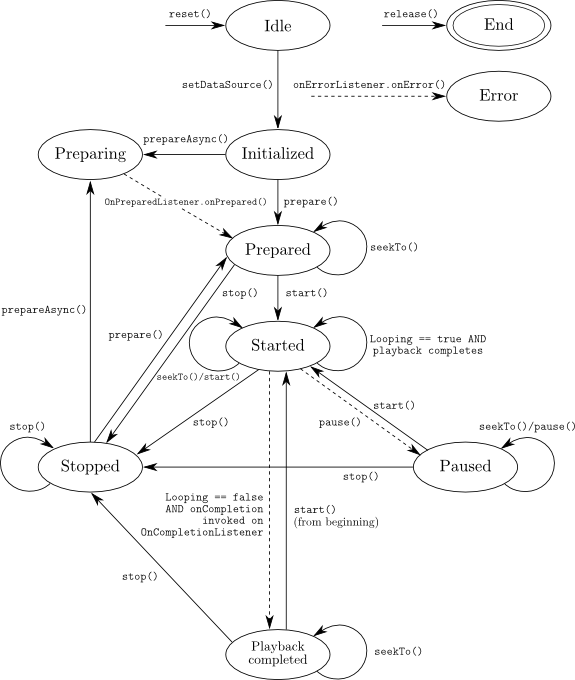 reset()
Idle
release()
End
setDataSource()
onErrorListener.onError()
Error
prepareAsync()
Preparing
Initialized
OnPreparedListener.onPrepared()
prepare()
Prepared
seekTo()
stop()
start()
prepareAsync()
prepare()
Started
Looping == true AND
playback completes
seekTo()/start()
stop()
pause()
start()
stop()
Stopped
Paused
seekTo()/pause()
stop()
Looping == false
AND onCompletion
invoked on
OnCompletionListener
start()
(from beginning)
stop()
Playback
completed
seekTo()